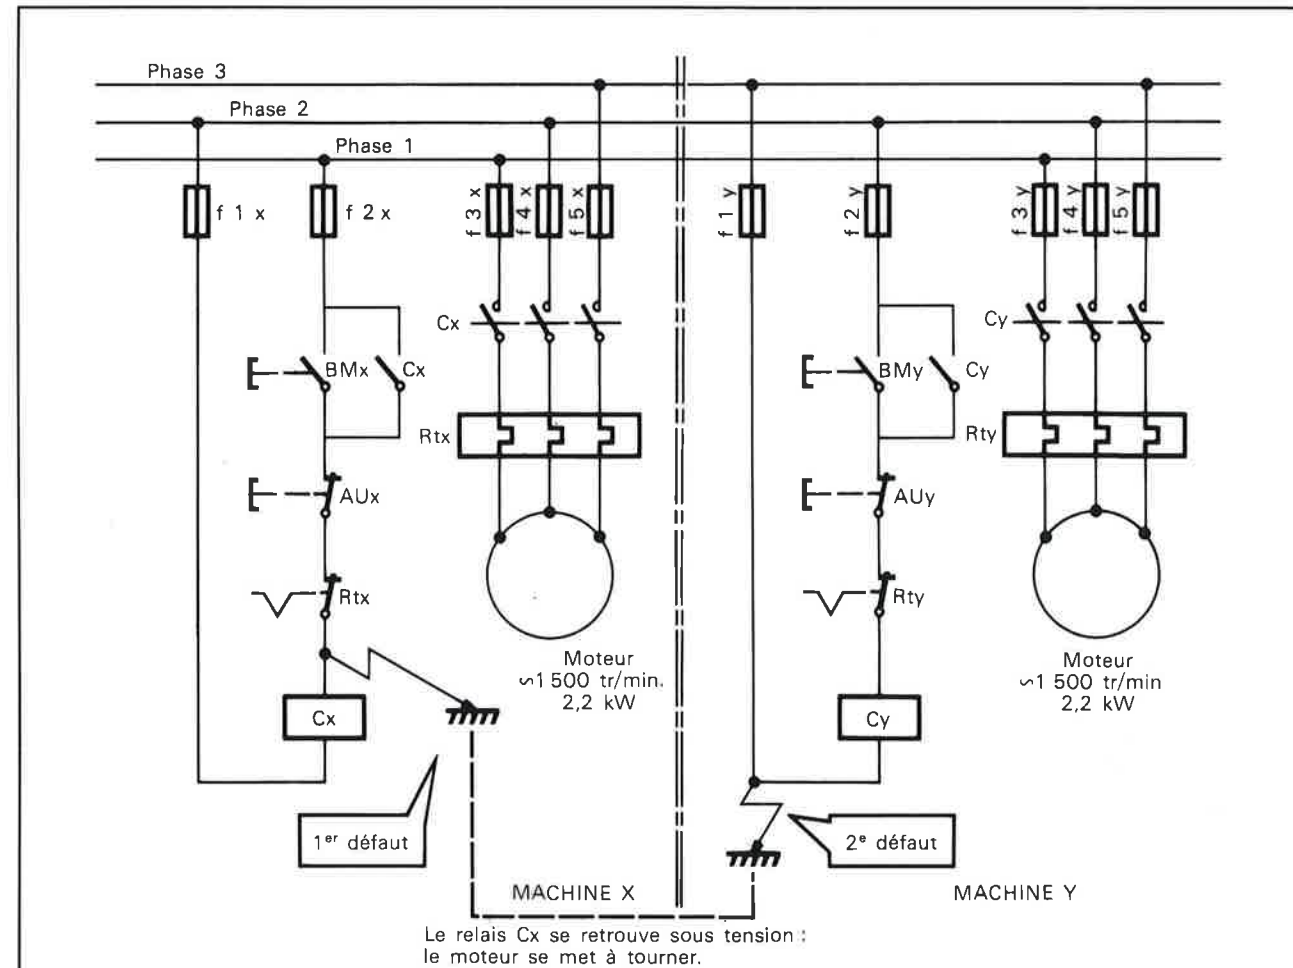 Phase 3
Phase 2
Phase 1
f 1 x
f 2 x
f 3 x
f 4 x
f 5 x
f 1 y
f 2 y
f 3 y
f 4 y
f 5 y
Cx
BMx
Cx
Cy
BMy
Cy
Rtx
Rty
AUx
AUy
Rtx
Rty
Moteur
∽1 500 tr/min.
2,2 kW
Moteur
∽1 500 tr/min
2,2 kW
Cx
Cy
1er défaut
2e défaut
MACHINE X
MACHINE Y
Le relais Cx se retrouve sous tension :
le moteur se met à tourner.